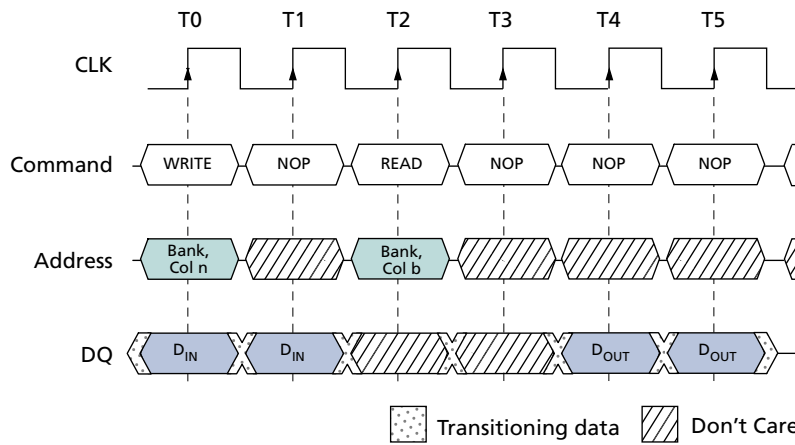 T0 T1 T2 T3 T4 T5
CLK
Command WRITE NOP READ NOP NOP NOP
Address Bank, Col n Bank, Col b
DQ DIN DIN DOUT DOUT
Transitioning data Don't Care